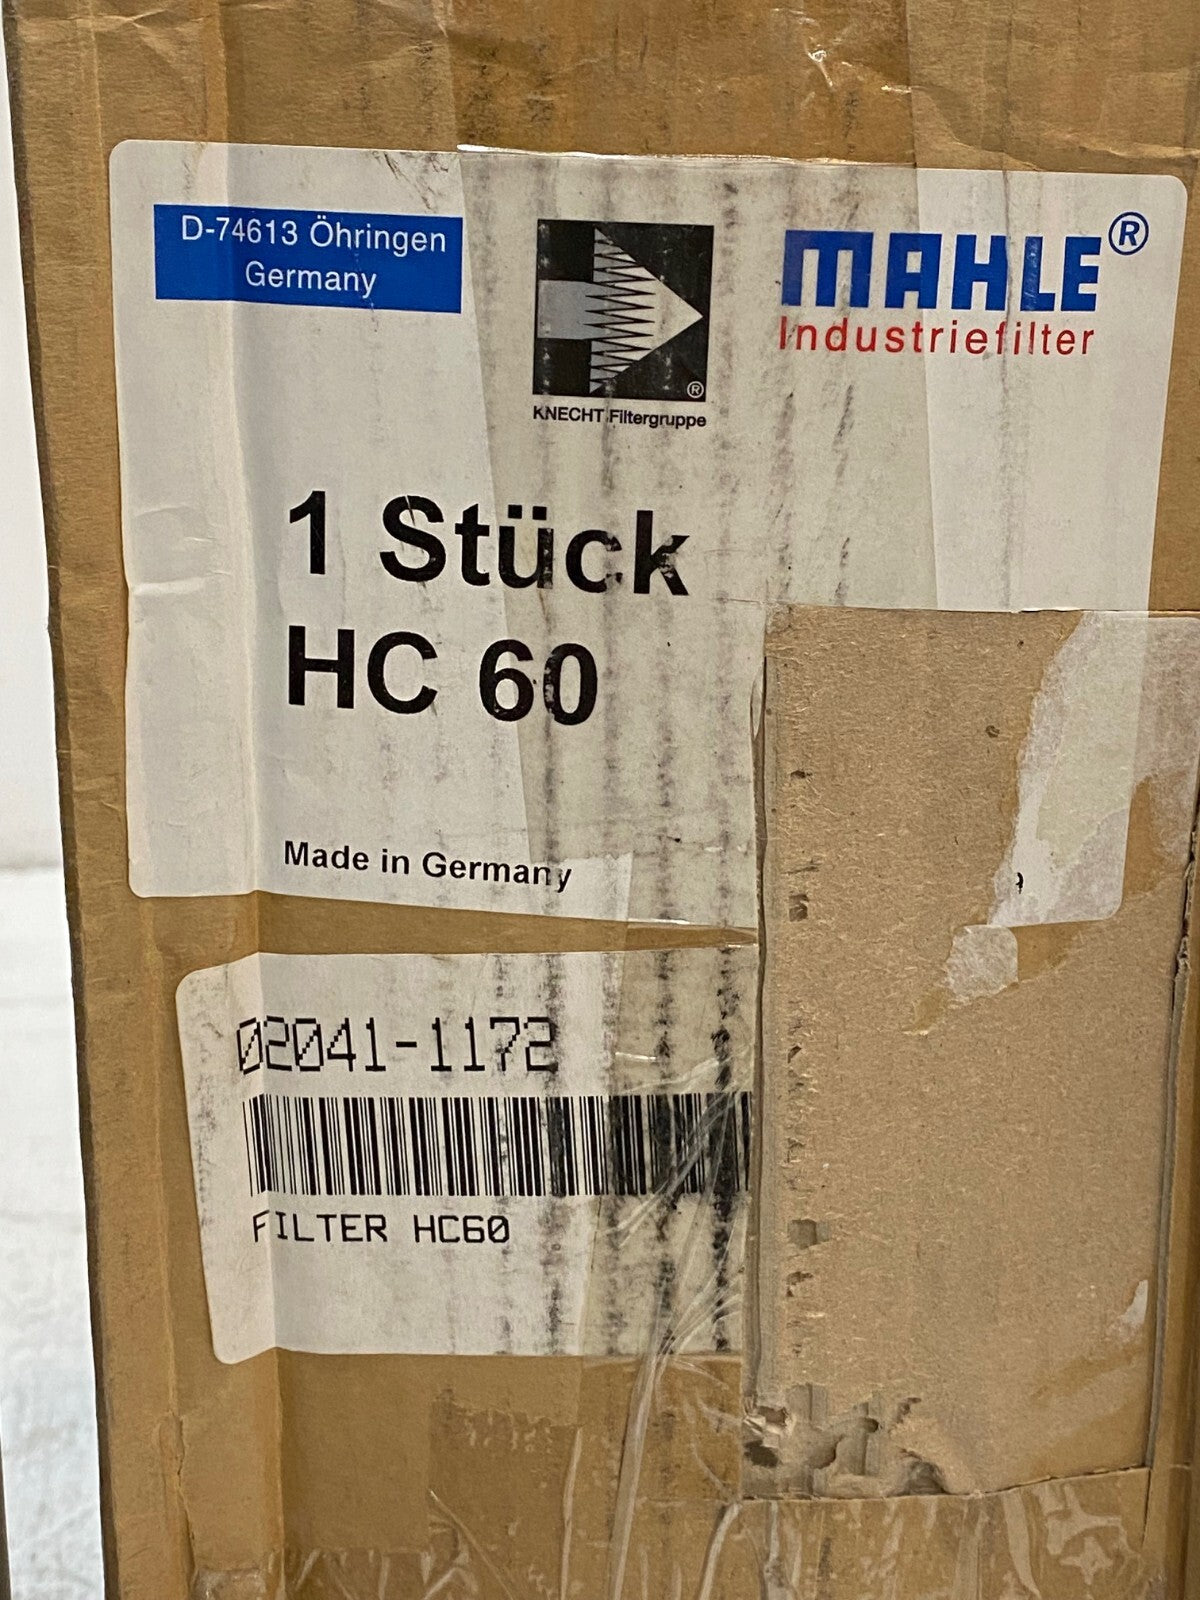 D-74613 Öhringen
Germany
KNECHT Filtergruppe
®
MAHLE®
Industriefilter
1 Stück
HC 60
Made in Germany
02041-1172
FILTER HC60